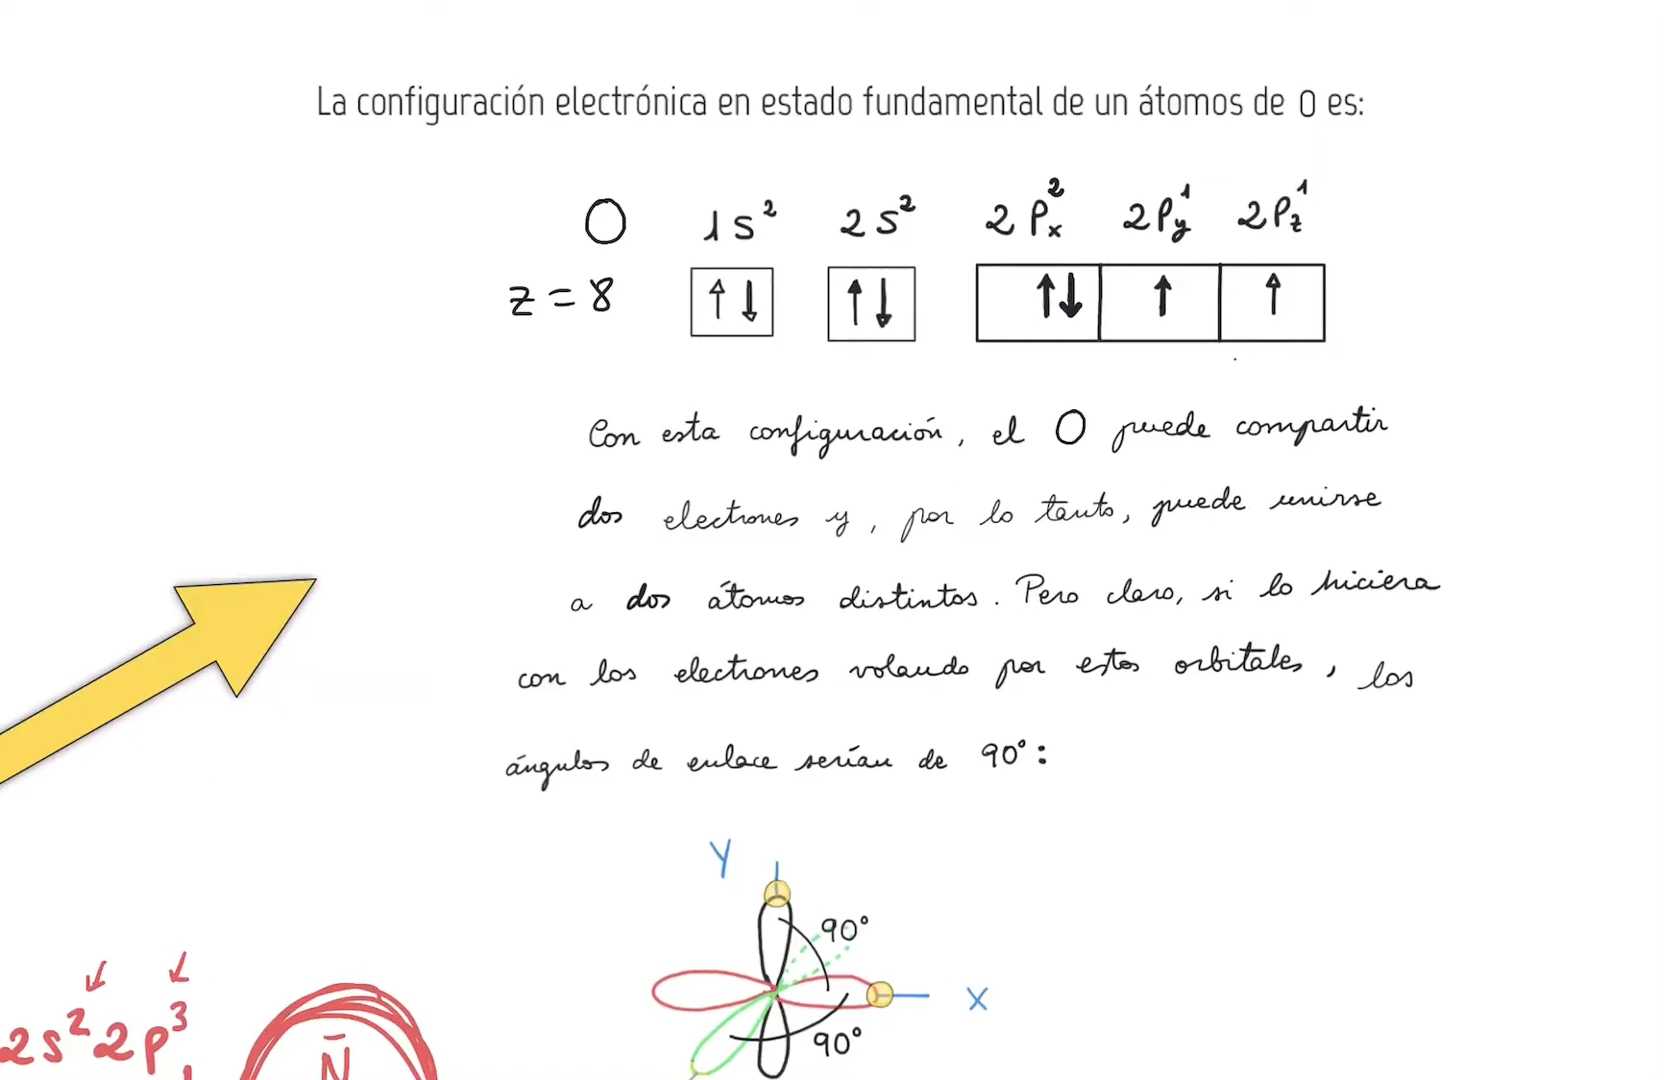 La configuración electrónica en estado fundamental de un átomos de O es:
O 1s² 2s² 2Px² 2Py¹ 2Pz¹
z = 8
Con esta configuración, el O puede compartir
dos electrones y, por lo tanto, puede unirse
a dos átomos distintos. Pero claro, si lo hiciera
con los electrones volando por estos orbitales, los
ángulos de enlace serían de 90°:
Y
90°
X
90°
2s² 2p³
N